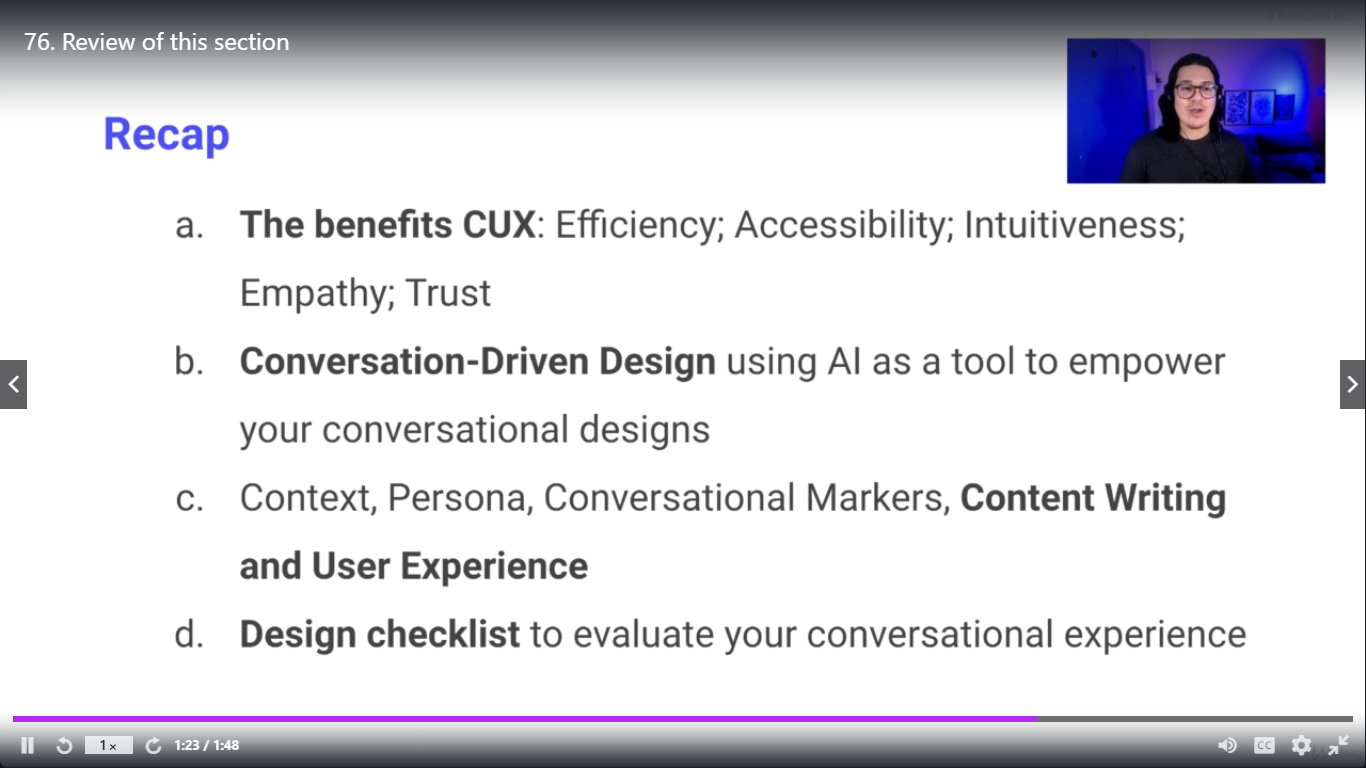 76. Review of this section
Recap
a. The benefits CUX: Efficiency; Accessibility; Intuitiveness;
Empathy; Trust
b. Conversation-Driven Design using AI as a tool to empower
your conversational designs
c. Context, Persona, Conversational Markers, Content Writing
and User Experience
d. Design checklist to evaluate your conversational experience
1 x
1:23 / 1:48
CC